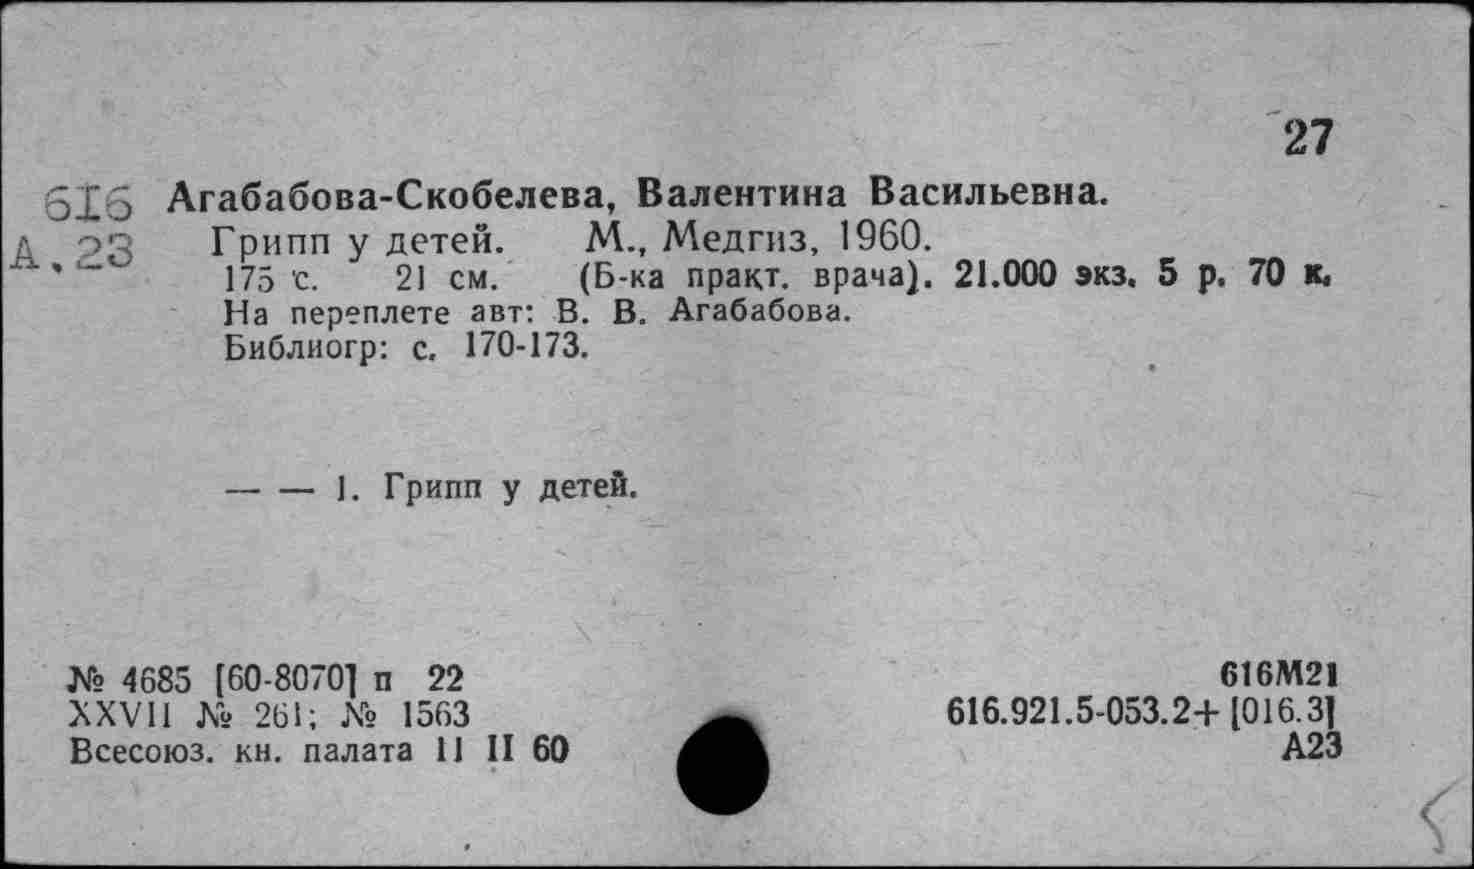 27
616 Агабабова-Скобелева, Валентина Васильевна.
А.23 Грипп у детей. М., Медгиз, 1960.
175 с. 21 см. (Б-ка практ. врача). 21.000 экз. 5 р. 70 к.
На переплете авт: В. В. Агабабова.
Библиогр: с. 170-173.
— — 1. Грипп у детей.
№ 4685 [60-8070] п 22
XXVII № 261; № 1563
Всесоюз. кн. палата 11 II 60
616М21
616.921.5-053.2+[016.3]
А23